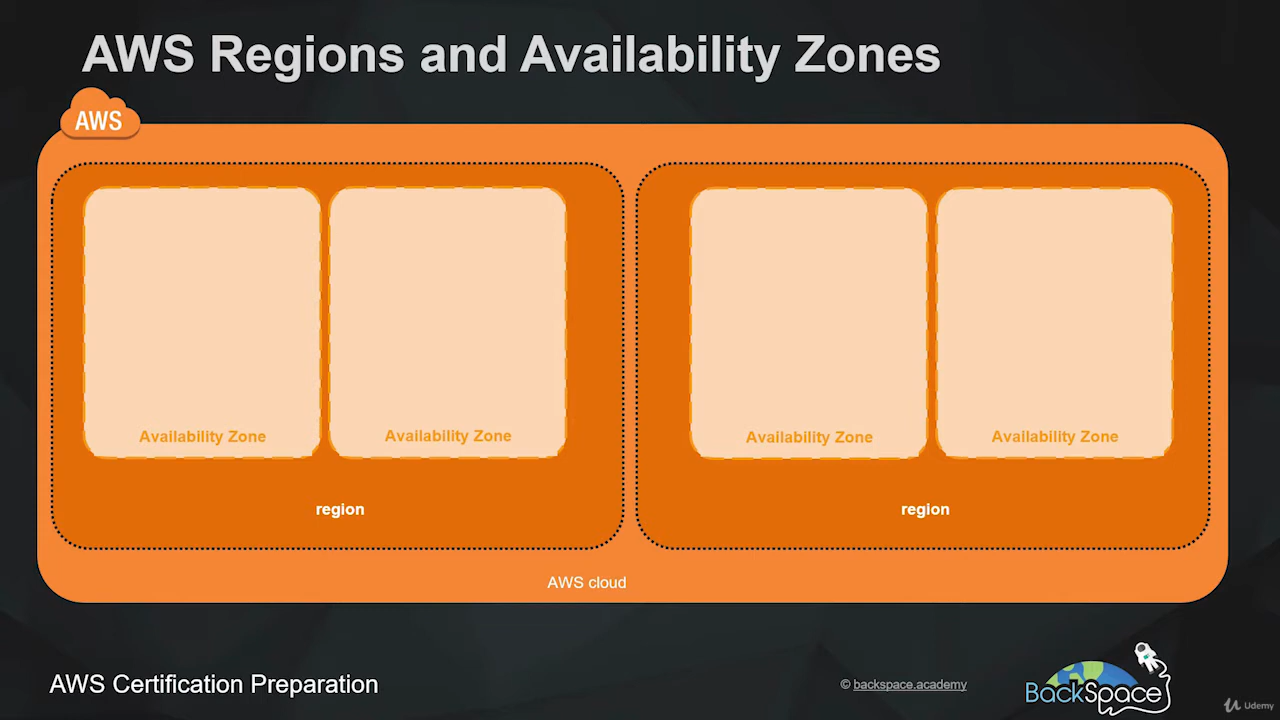 AWS Regions and Availability Zones
AWS
Availability Zone
Availability Zone
Availability Zone
Availability Zone
region
region
AWS cloud
AWS Certification Preparation
© backspace.academy
BackSpace
Udemy